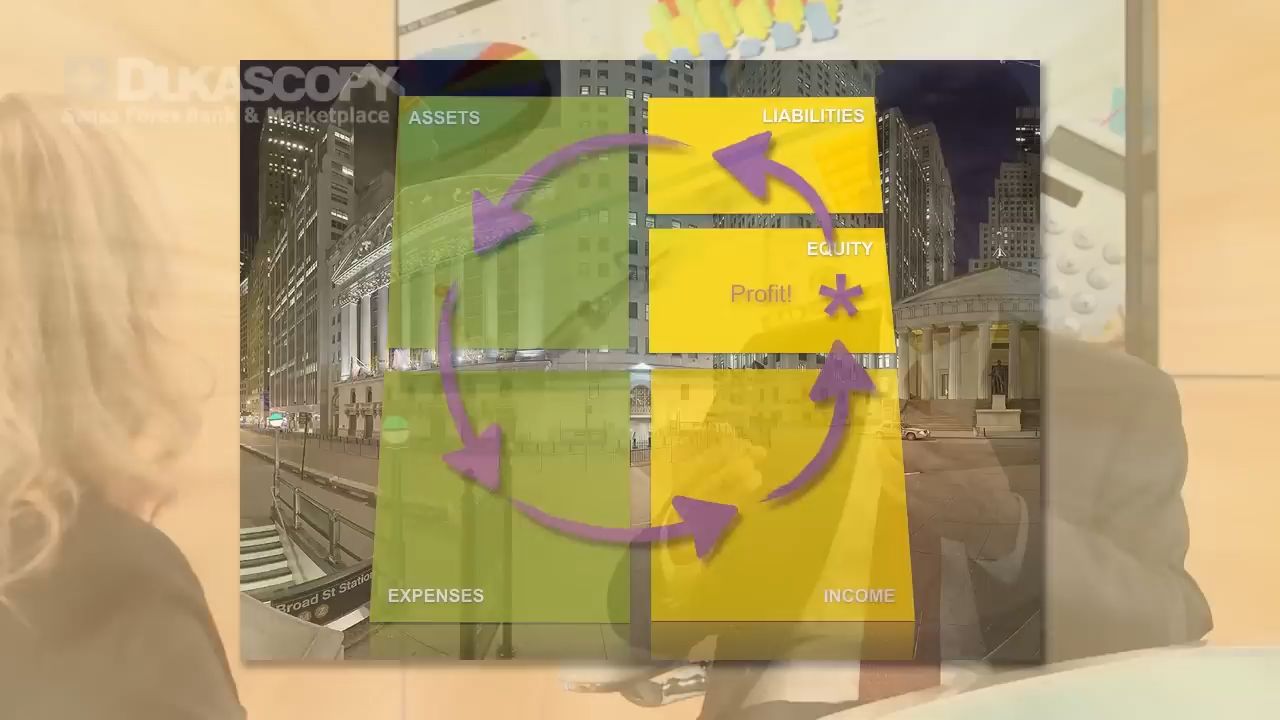 DUKASCOPY
Swiss Forex Bank & Marketplace
ASSETS
LIABILITIES
EQUITY
Profit!
*
EXPENSES
INCOME
Broad St Station